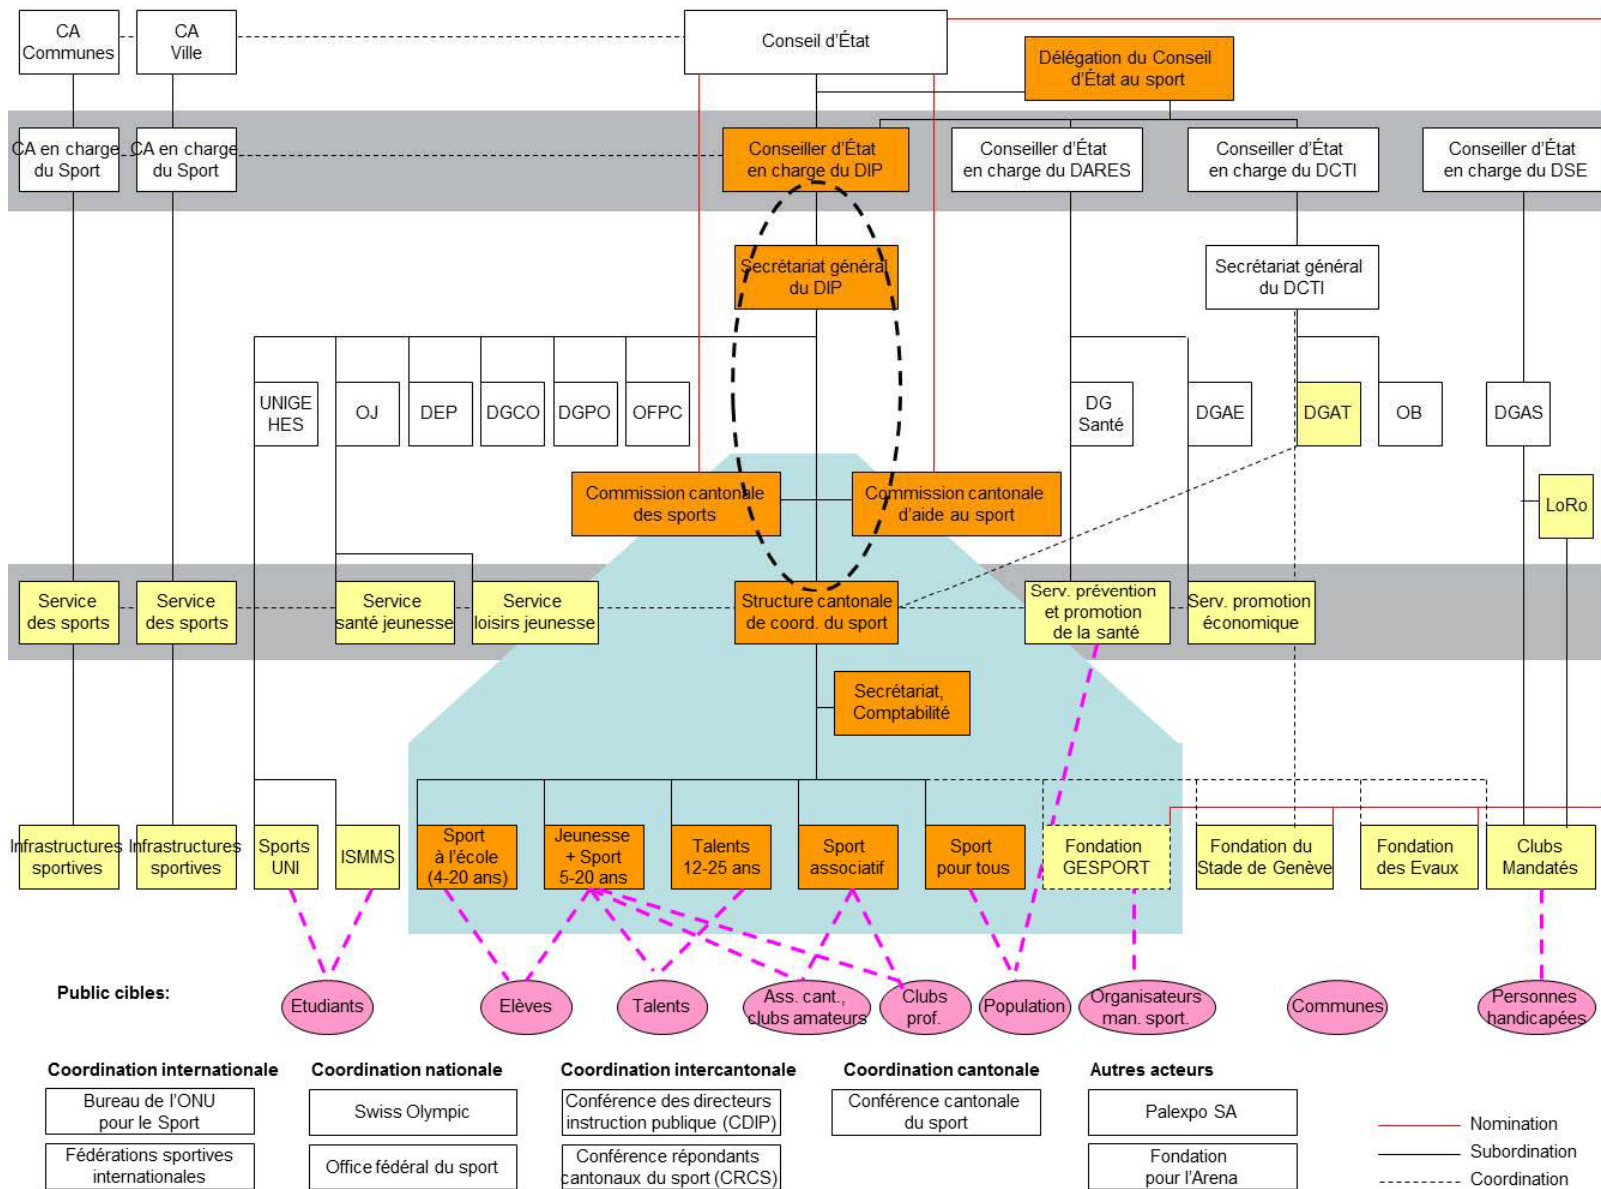 CA
Communes
CA
Ville
Conseil d'État
Délégation du Conseil
d'État au sport
CA en charge
du Sport
CA en charge
du Sport
Conseiller d'État
en charge du DIP
Conseiller d'État
en charge du DARES
Conseiller d'État
en charge du DCTI
Conseiller d'État
en charge du DSE
Secrétariat général
du DIP
Secrétariat général
du DCTI
UNIGE
HES
OJ
DEP
DGCO
DGPO
OFPC
DG
Santé
DGAE
DGAT
OB
DGAS
Commission cantonale
des sports
Commission cantonale
d'aide au sport
LoRo
Service
des sports
Service
des sports
Service
santé jeunesse
Service
loisirs jeunesse
Structure cantonale
de coord. du sport
Serv. prévention
et promotion
de la santé
Serv. promotion
économique
Secrétariat,
Comptabilité
Infrastructures
sportives
Infrastructures
sportives
Sports
UNI
ISMMS
Sport
à l'école
(4-20 ans)
Jeunesse
+ Sport
5-20 ans
Talents
12-25 ans
Sport
associatif
Sport
pour tous
Fondation
GESPORT
Fondation du
Stade de Genève
Fondation
des Evaux
Clubs
Mandatés
Public cibles:
Etudiants
Elèves
Talents
Ass. cant.,
clubs amateurs
Clubs
prof.
Population
Organisateurs
man. sport.
Communes
Personnes
handicapées
Coordination internationale
Bureau de l'ONU
pour le Sport
Fédérations sportives
internationales
Coordination nationale
Swiss Olympic
Office fédéral du sport
Coordination intercantonale
Conférence des directeurs
instruction publique (CDIP)
Conférence répondants
cantonaux du sport (CRCS)
Coordination cantonale
Conférence cantonale
du sport
Autres acteurs
Palexpo SA
Fondation
pour l'Arena
Nomination
Subordination
Coordination